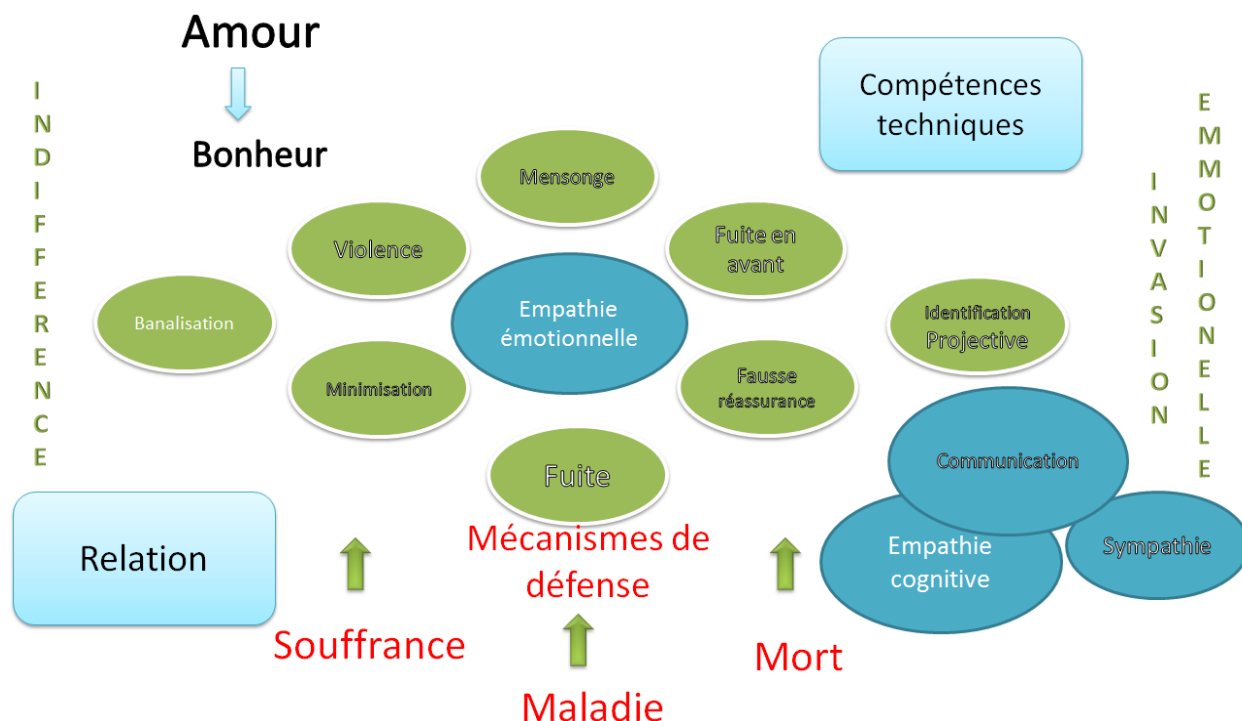 Amour
Bonheur
INDIFFERENCE
Compétences
techniques
INVASION
EMMOTIONELLE
Mensonge
Violence
Fuite en
avant
Banalisation
Empathie
émotionnelle
Identification
Projective
Minimisation
Fausse
réassurance
Fuite
Communication
Relation
Mécanismes de
défense
Empathie
cognitive
Sympathie
Souffrance
Mort
Maladie